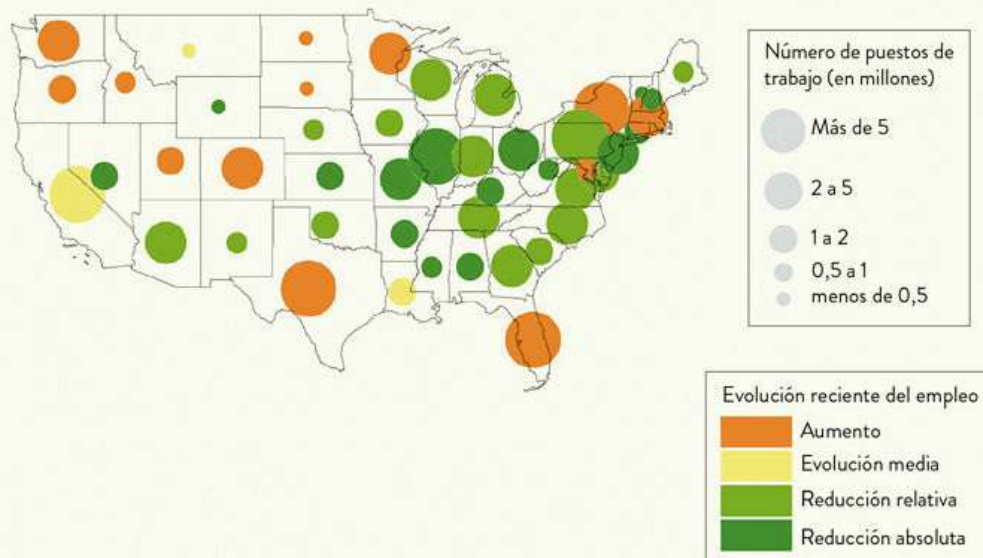 Número de puestos de
trabajo (en millones)
Más de 5
2 a 5
1 a 2
0,5 a 1
menos de 0,5
Evolución reciente del empleo
Aumento
Evolución media
Reducción relativa
Reducción absoluta